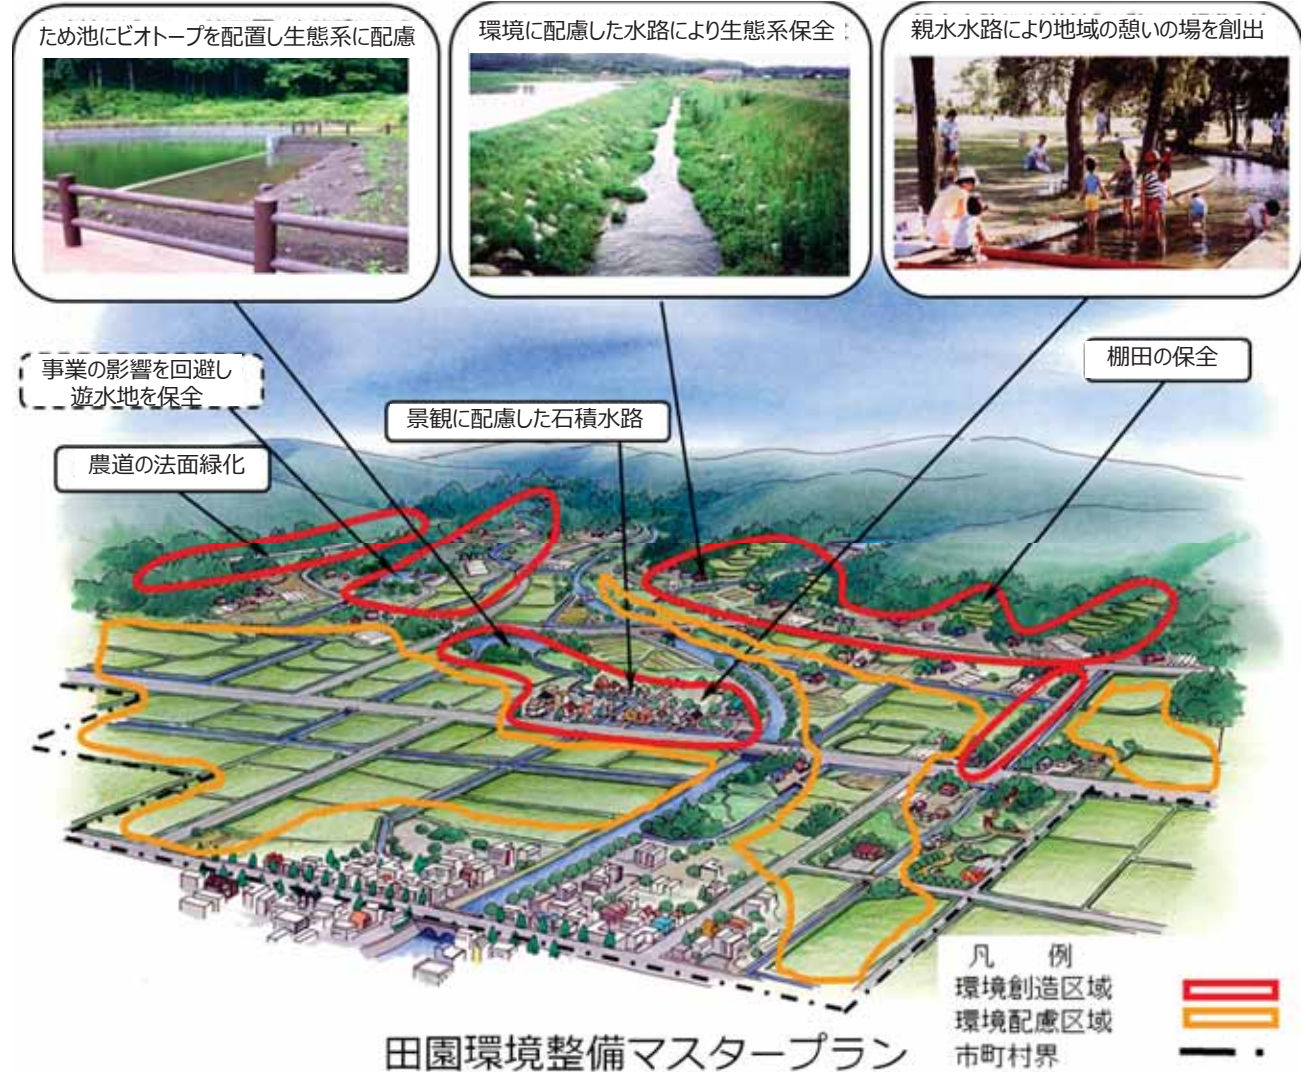 ため池にビオトープを配置し生態系に配慮
環境に配慮した水路により生態系保全
親水水路により地域の憩いの場を創出
事業の影響を回避し
遊水地を保全
棚田の保全
景観に配慮した石積水路
農道の法面緑化
凡 例
環境創造区域
環境配慮区域
市町村界
田園環境整備マスタープラン